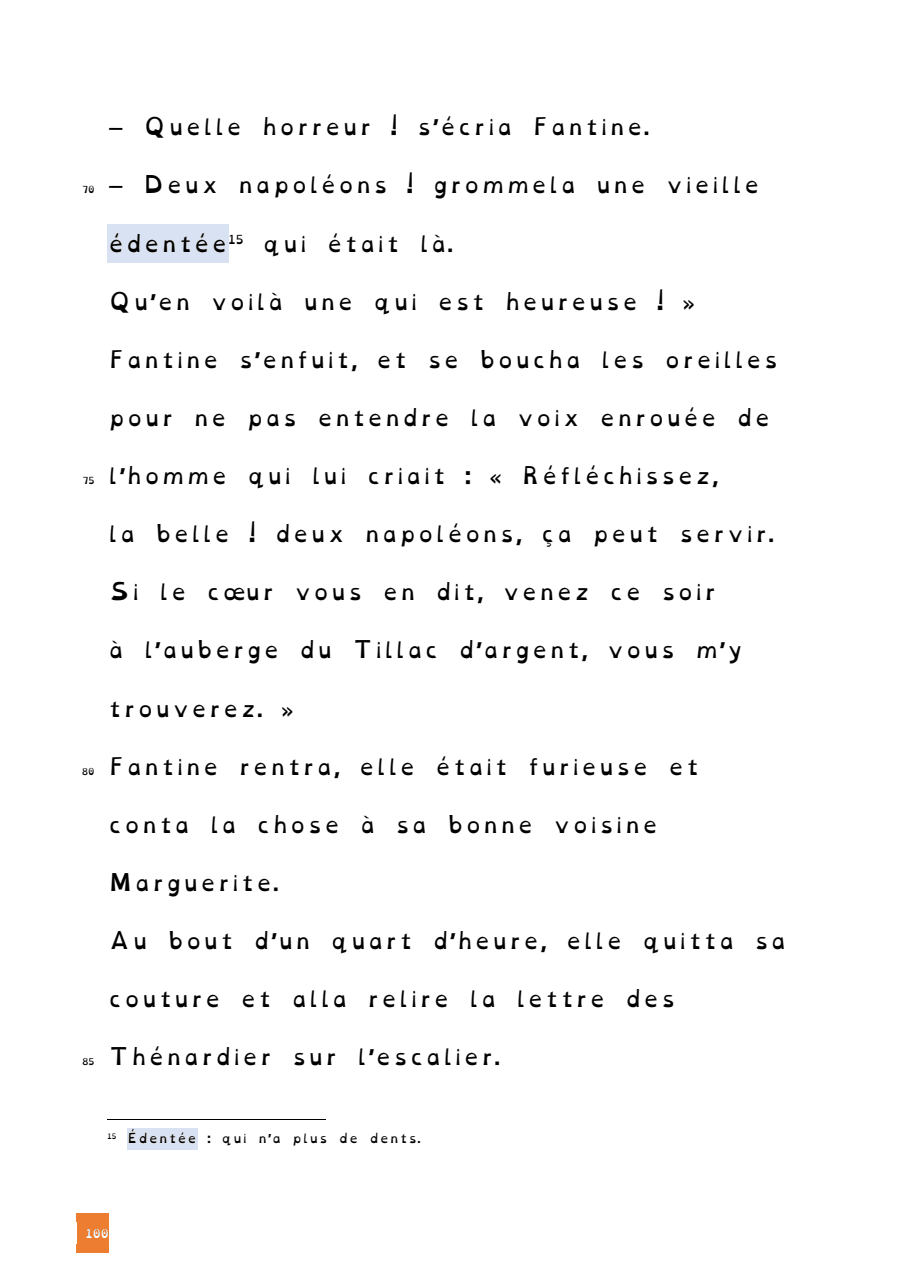 – Quelle horreur ! s’écria Fantine.
70 – Deux napoléons ! grommela une vieille
édentée15 qui était là.
Qu’en voilà une qui est heureuse ! »
Fantine s’enfuit, et se boucha les oreilles
pour ne pas entendre la voix enrouée de
75 l’homme qui lui criait : « Réfléchissez,
la belle ! deux napoléons, ça peut servir.
Si le cœur vous en dit, venez ce soir
à l’auberge du Tillac d’argent, vous m’y
trouverez. »
80 Fantine rentra, elle était furieuse et
conta la chose à sa bonne voisine
Marguerite.
Au bout d’un quart d’heure, elle quitta sa
couture et alla relire la lettre des
85 Thénardier sur l’escalier.
15 Édentée : qui n’a plus de dents.
100